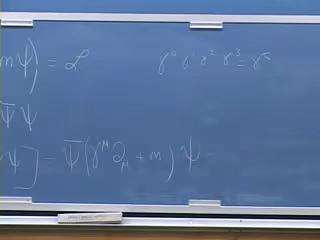 mψ) = ℒ
γ⁰ γ¹ γ² γ³ = γ⁵
ψ̄ ψ
ψ] = ψ̄ (γ^μ ∂_μ + m) ψ